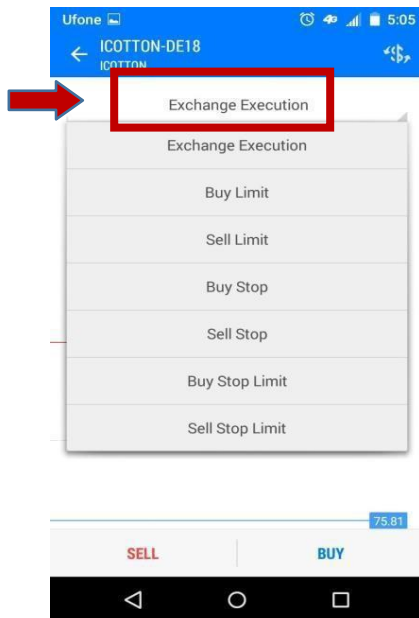 Ufone 4G 5:05
ICOTTON-DE18
ICOTTON
Exchange Execution
Exchange Execution
Buy Limit
Sell Limit
Buy Stop
Sell Stop
Buy Stop Limit
Sell Stop Limit
75.81
SELL BUY